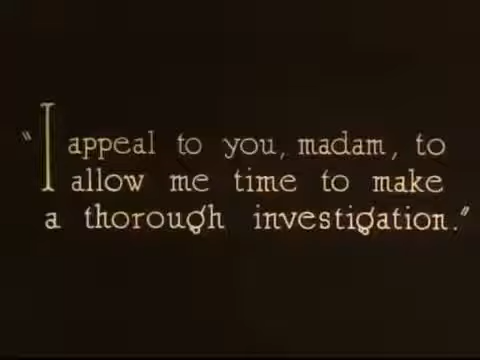 "I appeal to you, madam, to
allow me time to make
a thorough investigation."